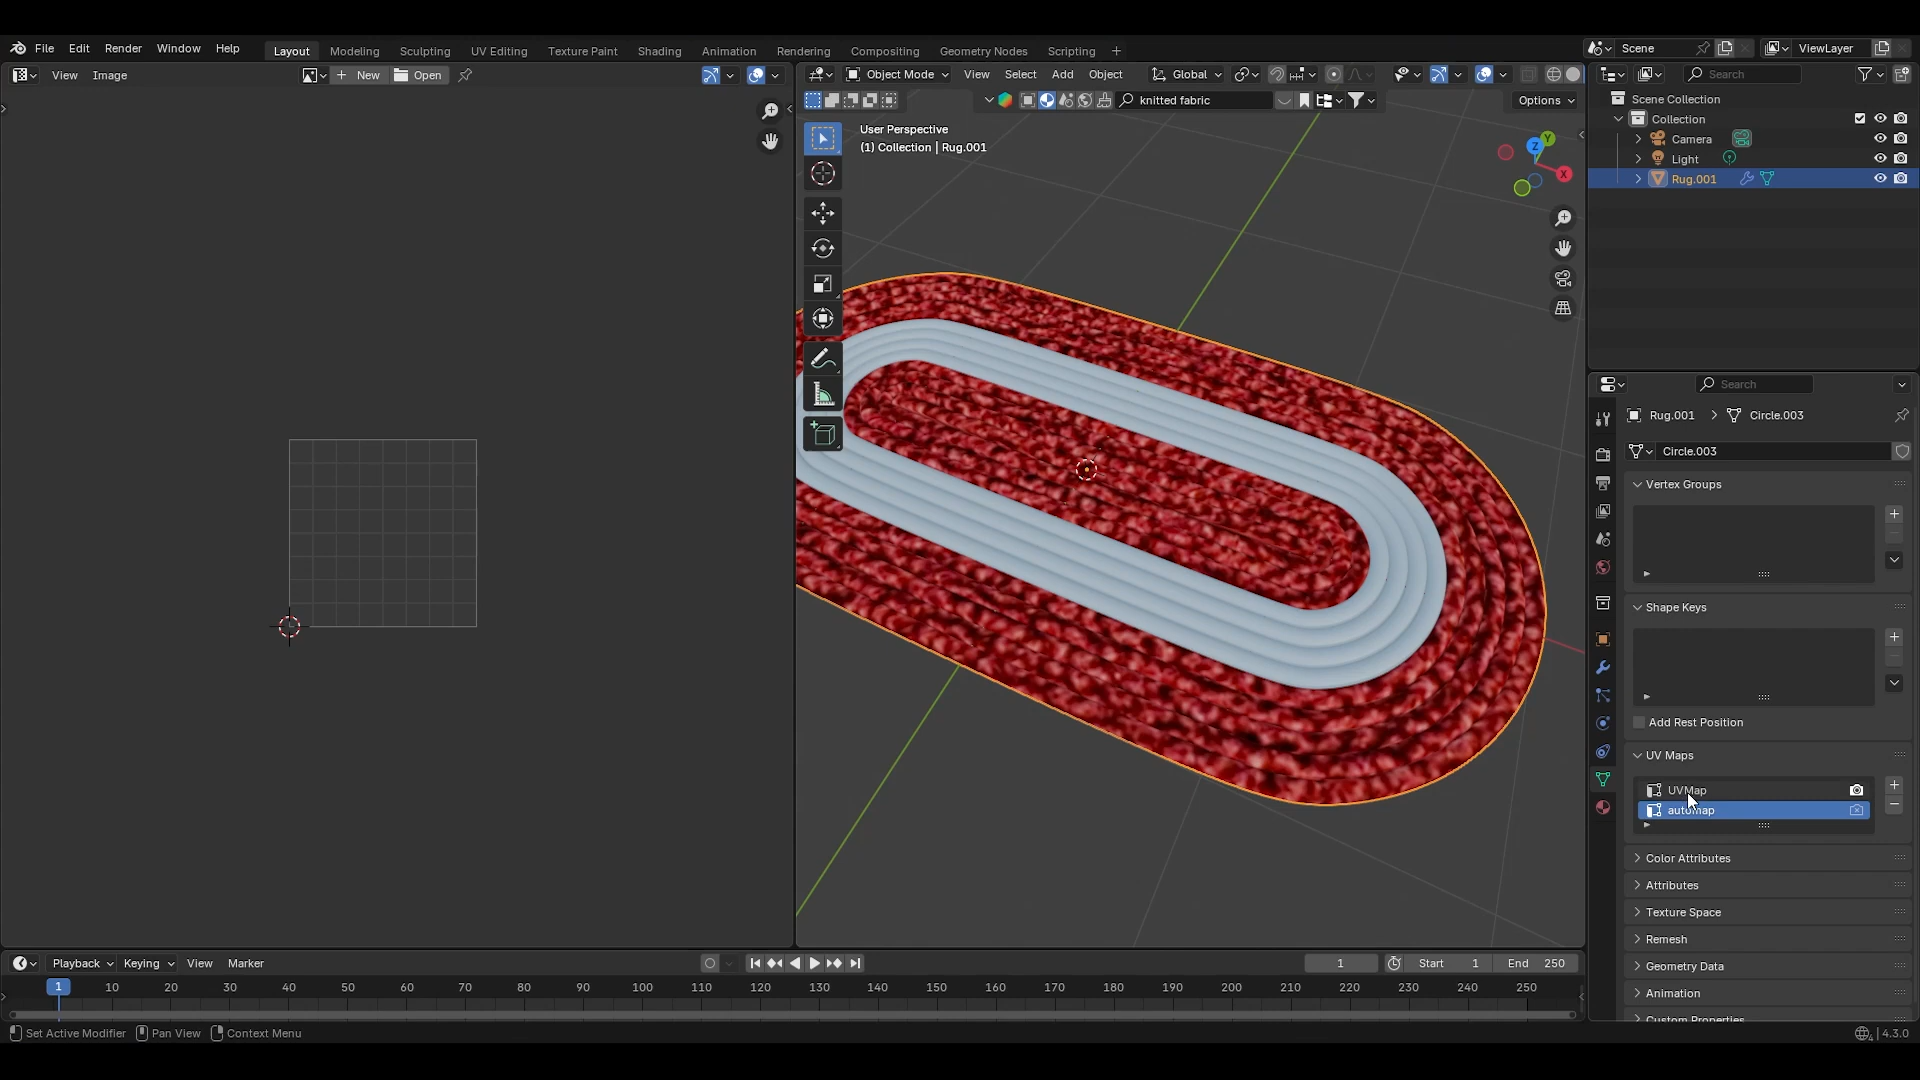 File Edit Render Window Help Layout Modeling Sculpting UV Editing Texture Paint Shading Animation Rendering Compositing Geometry Nodes Scripting + Scene ViewLayer
View Image New Open
Object Mode View Select Add Object Global
Search
knitted fabric Options
User Perspective
(1) Collection | Rug.001
Z Y X
Scene Collection
Collection
Camera
Light
Rug.001
Search
Rug.001 > Circle.003
Circle.003
Vertex Groups
Shape Keys
Add Rest Position
UV Maps
UVMap
automap
Color Attributes
Attributes
Texture Space
Remesh
Geometry Data
Animation
Custom Properties
Playback Keying View Marker 1 Start 1 End 250
1 10 20 30 40 50 60 70 80 90 100 110 120 130 140 150 160 170 180 190 200 210 220 230 240 250
Set Active Modifier Pan View Context Menu 4.3.0